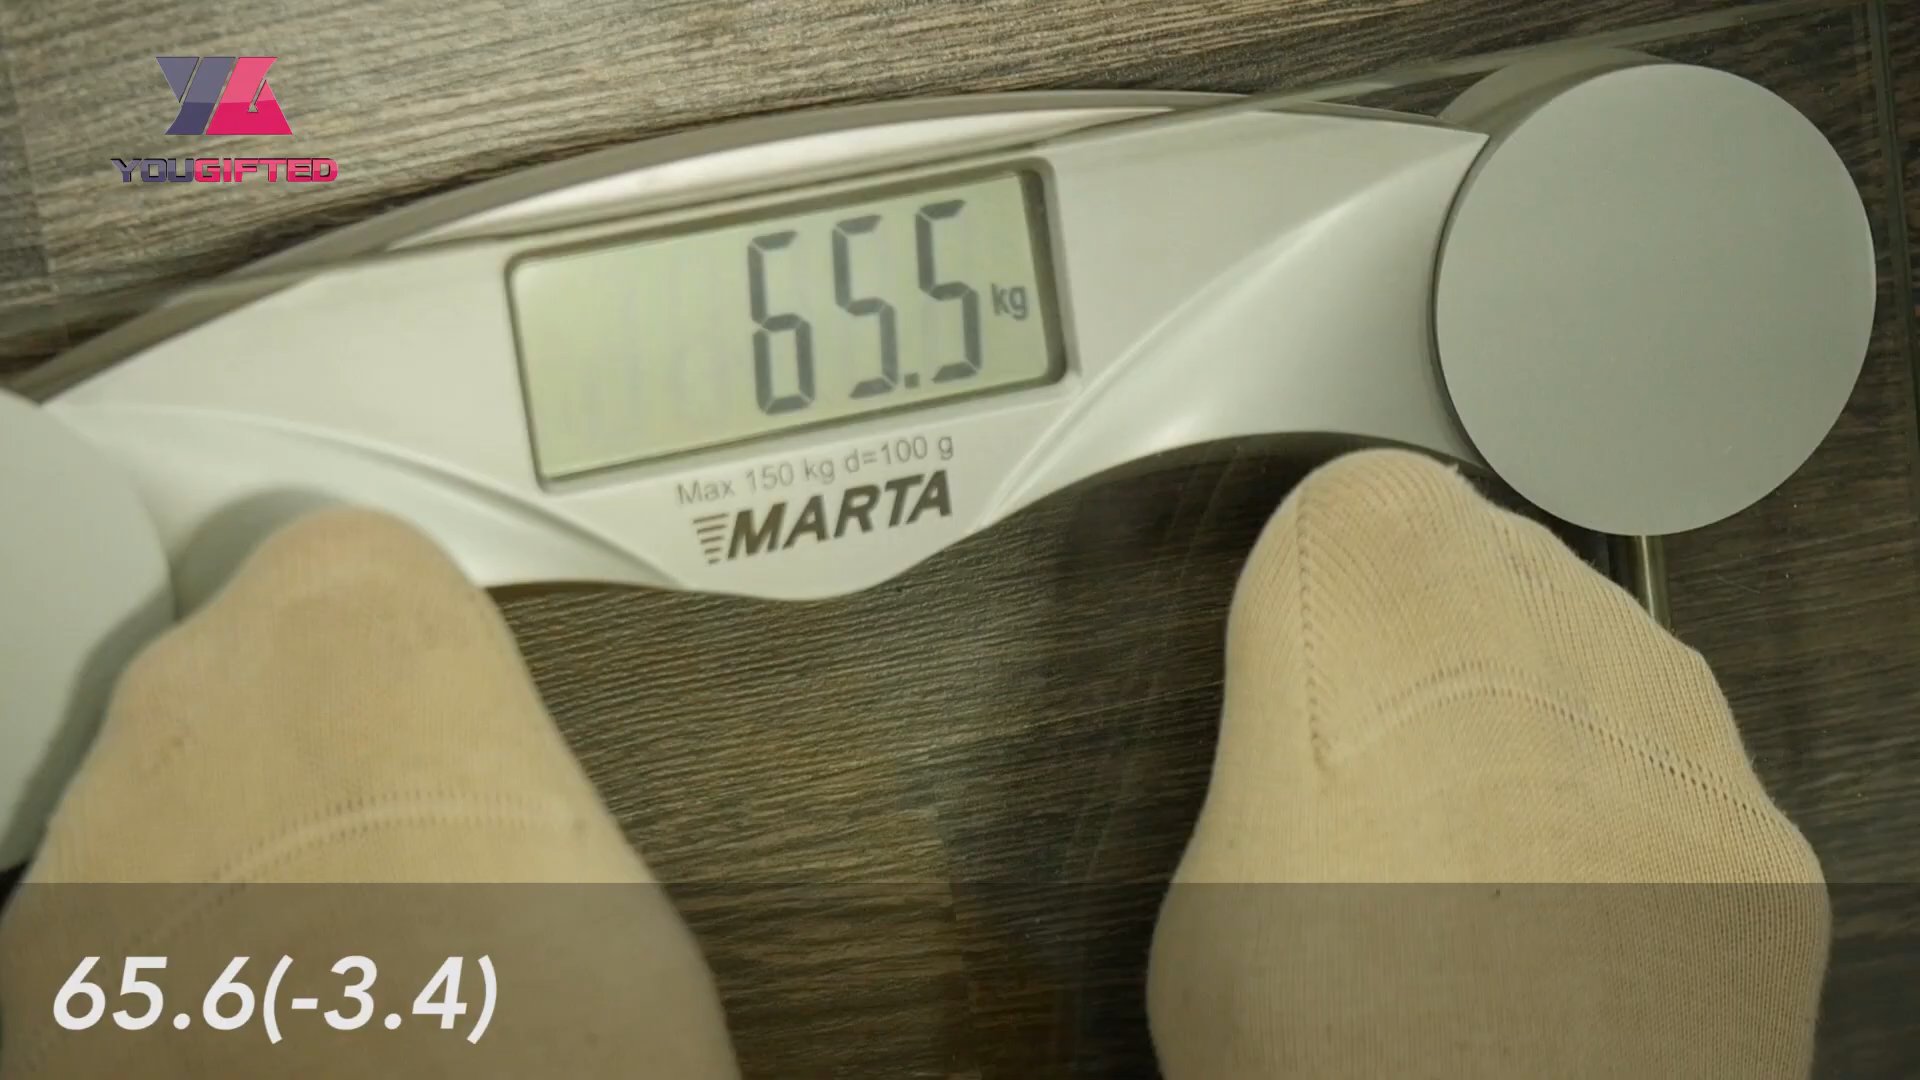 YOUGIFTED
65.5 kg
Max 150 kg d=100 g
MARTA
65.6(-3.4)